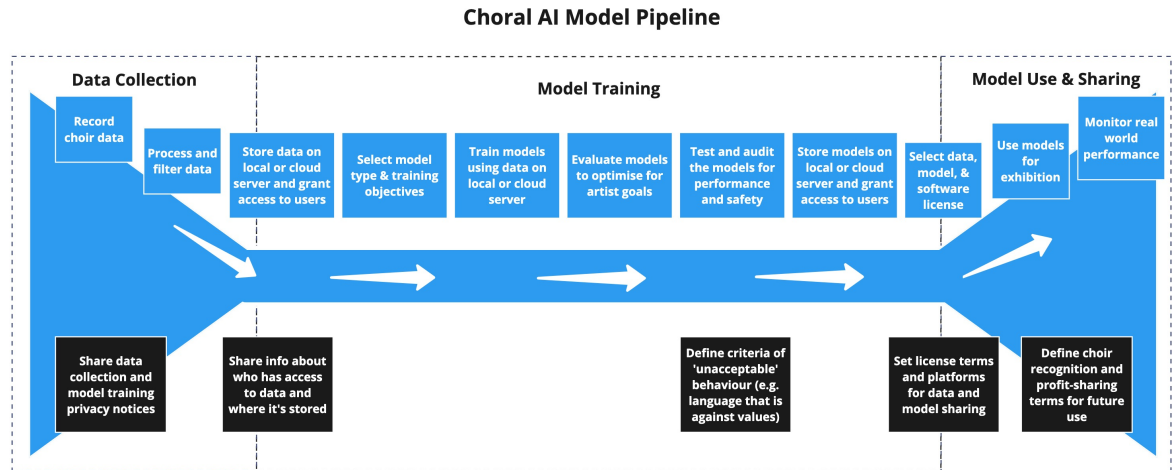 Choral AI Model Pipeline
Data Collection
Model Training
Model Use & Sharing
Record
choir data
Process and
filter data
Store data on
local or cloud
server and grant
access to users
Select model
type & training
objectives
Train models
using data on
local or cloud
server
Evaluate models
to optimise for
artist goals
Test and audit
the models for
performance
and safety
Store models on
local or cloud
server and grant
access to users
Select data,
model, &
software
license
Use models
for
exhibition
Monitor real
world
performance
Share data
collection and
model training
privacy notices
Share info about
who has access
to data and
where it's stored
Define criteria of
'unacceptable'
behaviour (e.g.
language that is
against values)
Set license terms
and platforms
for data and
model sharing
Define choir
recognition and
profit-sharing
terms for future
use